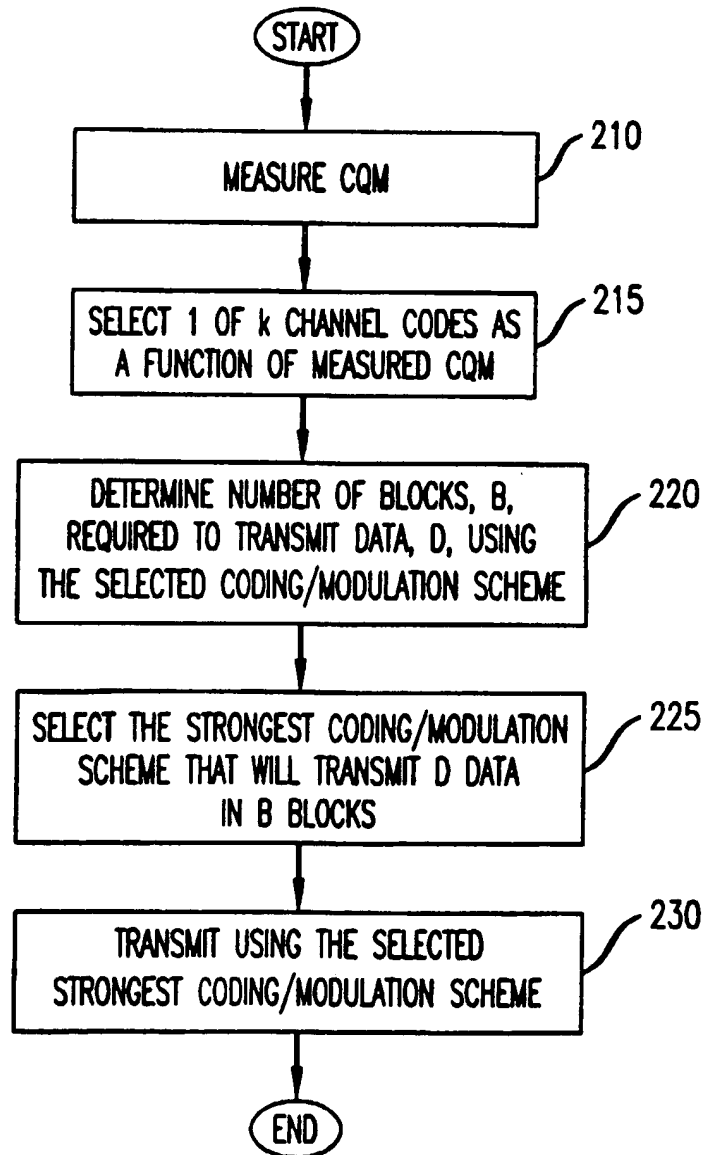 START
MEASURE CQM
210
SELECT 1 OF k CHANNEL CODES AS
A FUNCTION OF MEASURED CQM
215
DETERMINE NUMBER OF BLOCKS, B,
REQUIRED TO TRANSMIT DATA, D, USING
THE SELECTED CODING/MODULATION SCHEME
220
SELECT THE STRONGEST CODING/MODULATION
SCHEME THAT WILL TRANSMIT D DATA
IN B BLOCKS
225
TRANSMIT USING THE SELECTED
STRONGEST CODING/MODULATION SCHEME
230
END